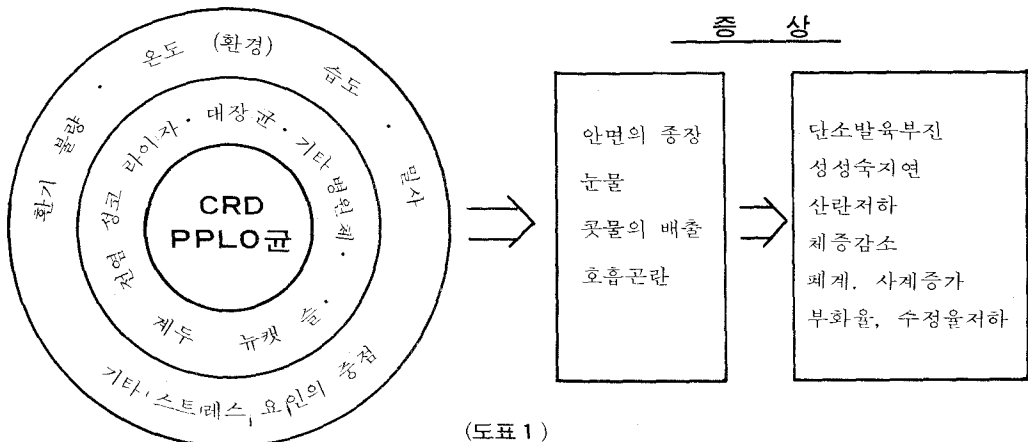 증 상
환기 불량 · 온도 (환경) 습도 · 밀사
전염성코라이자 · 대장균 · 기타병원체 ·
CRD
PPLO균
계두 뉴캣슬 ·
기타, 스트레스, 요인의 중점
안면의 종장
눈물
콧물의 배출
호흡곤란
단소발육부진
성성숙지연
산란저하
체중감소
폐계. 사계증가
부화율, 수정율저하
(도표 1)